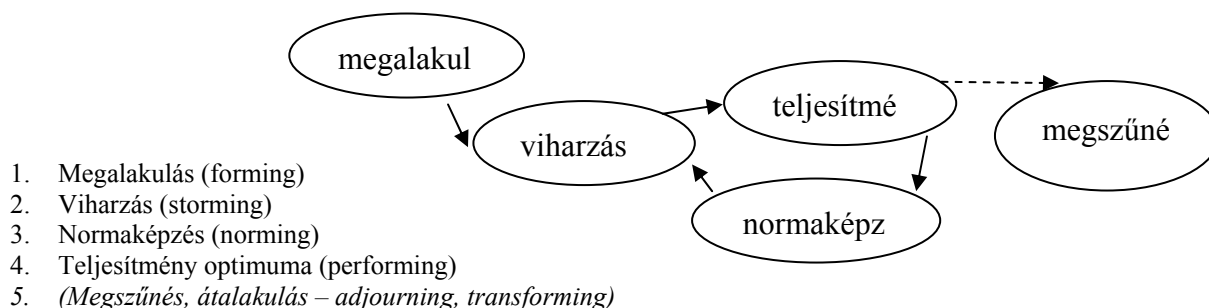 megalakul
teljesítmé
megszűné
viharzás
normaképz
1. Megalakulás (forming)
2. Viharzás (storming)
3. Normaképzés (norming)
4. Teljesítmény optimuma (performing)
5. (Megszűnés, átalakulás – adjourning, transforming)